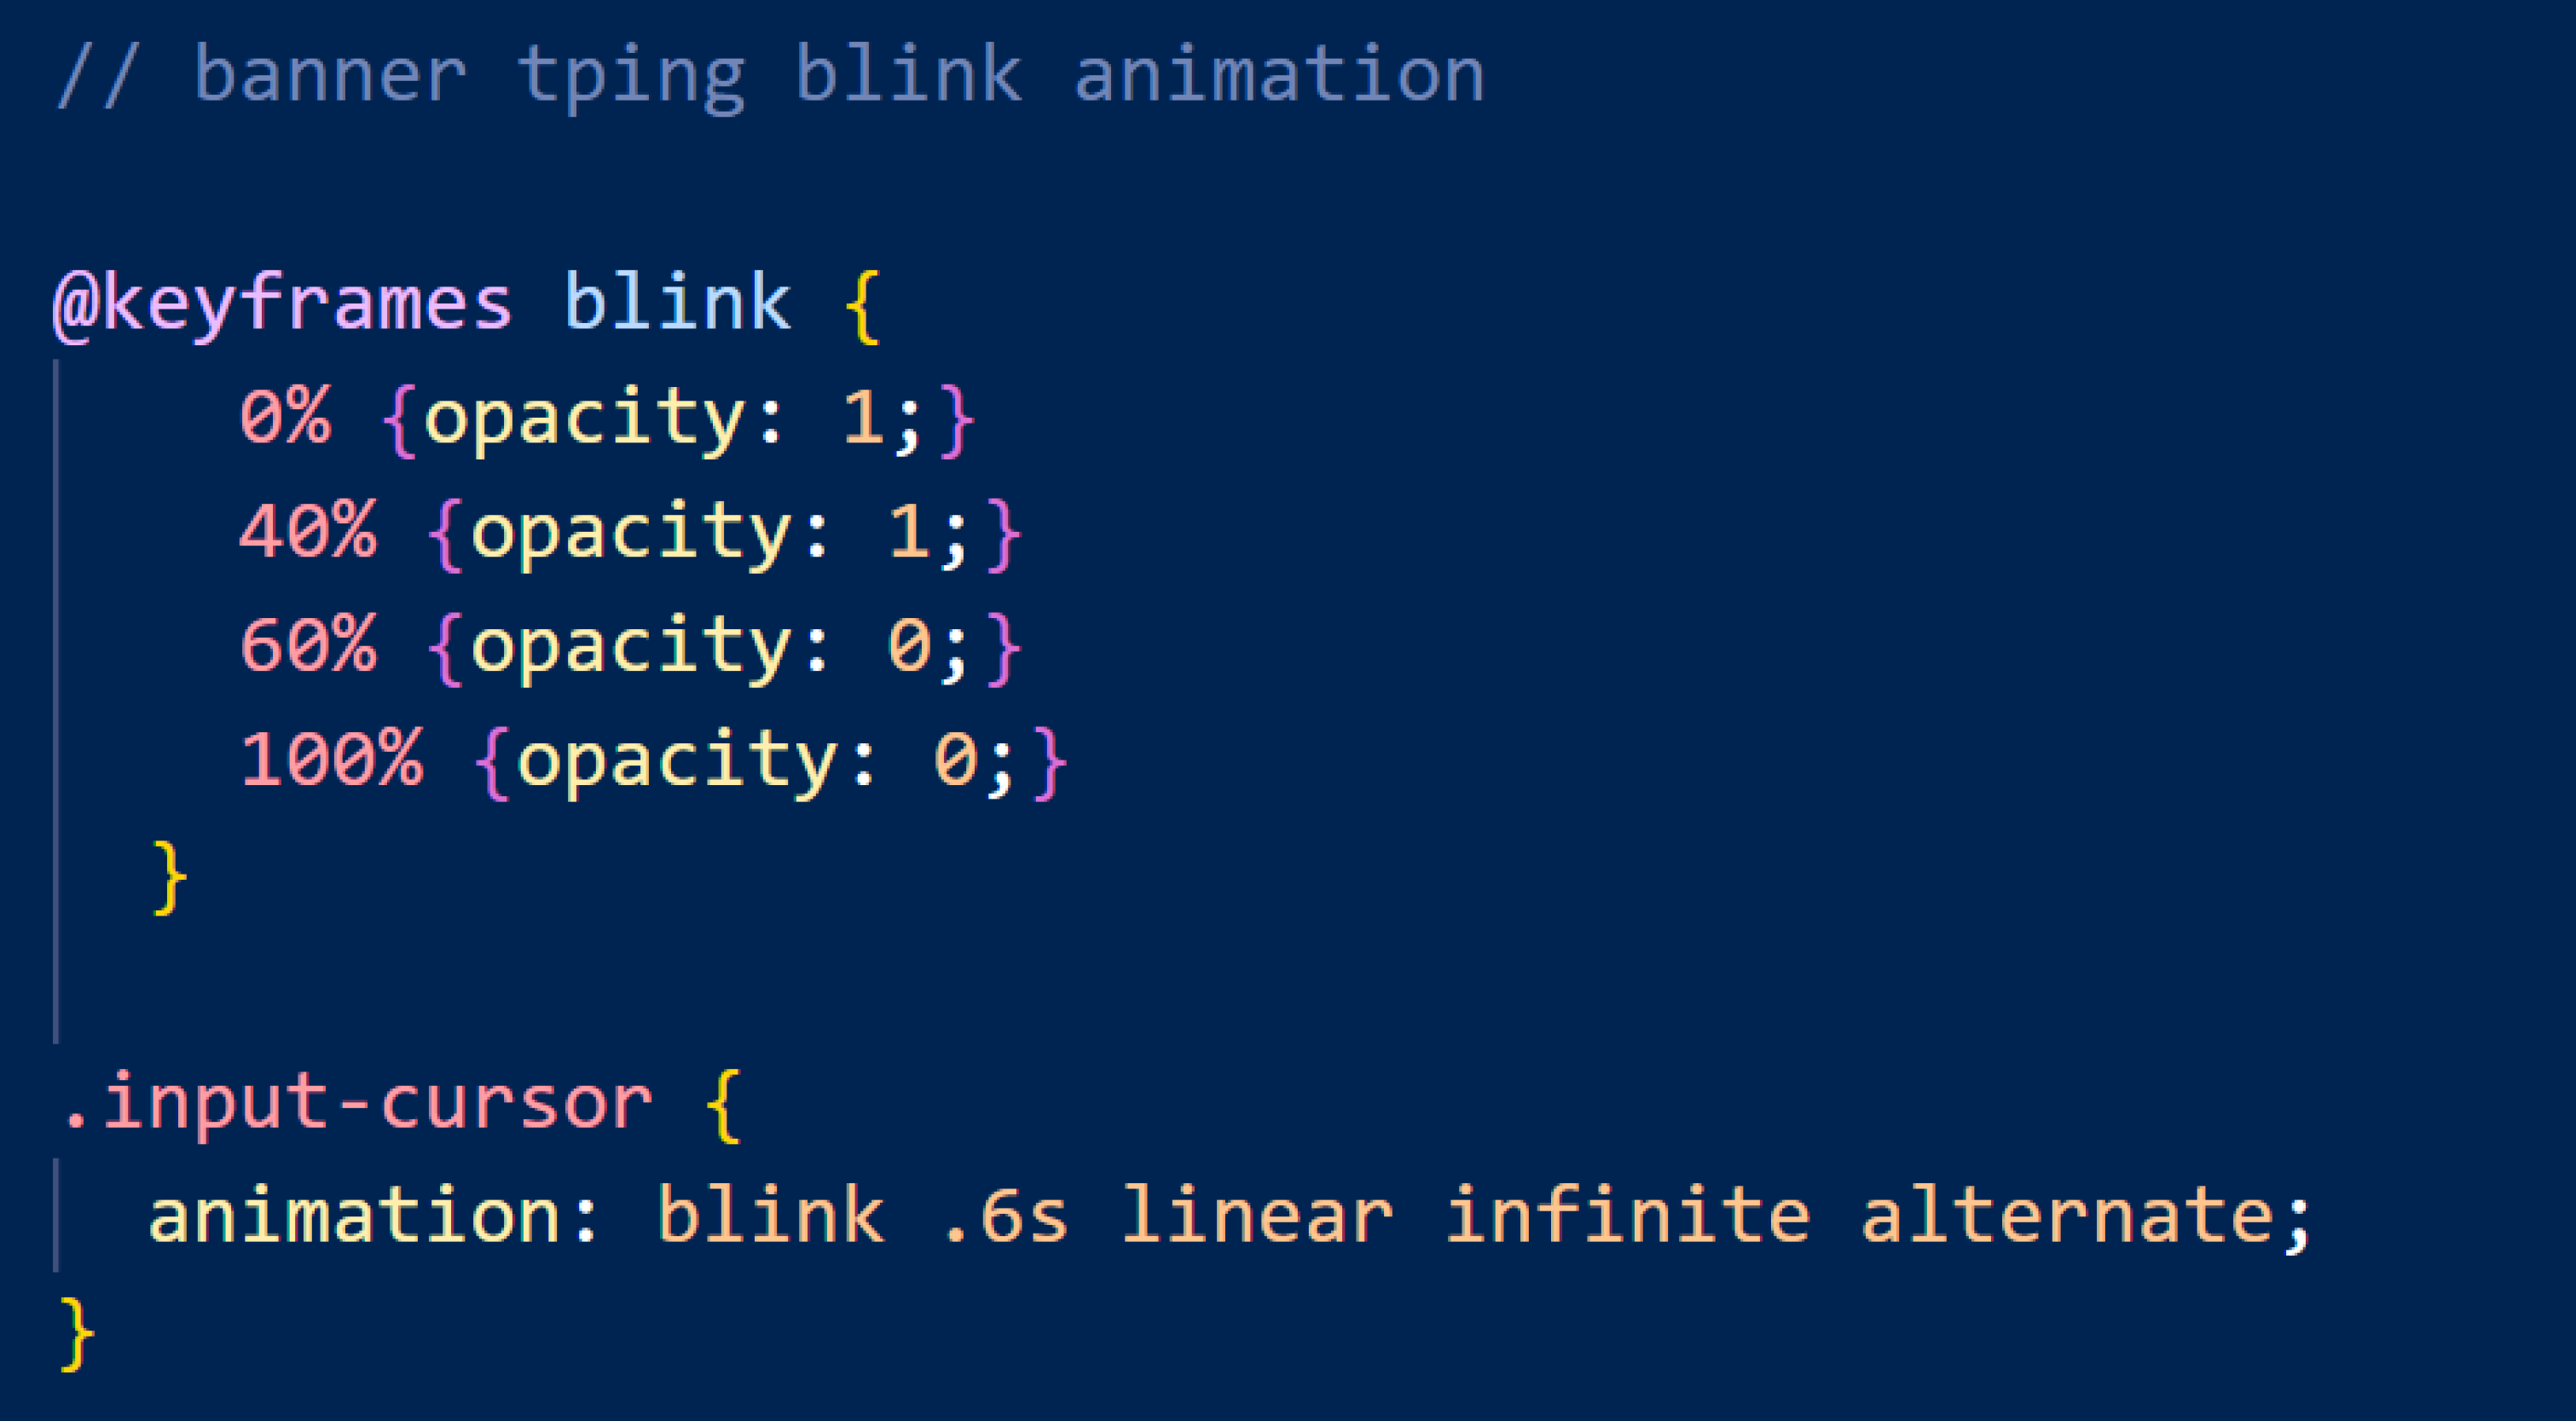 // banner tping blink animation
@keyframes blink {
0% {opacity: 1;}
40% {opacity: 1;}
60% {opacity: 0;}
100% {opacity: 0;}
}
.input-cursor {
animation: blink .6s linear infinite alternate;
}